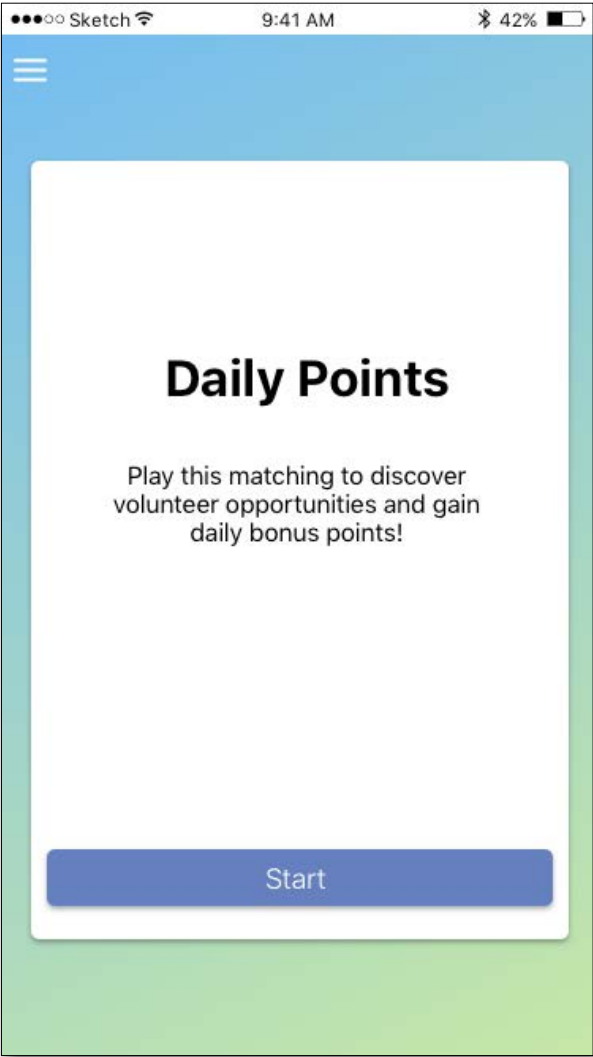 ●●●○○ Sketch 9:41 AM 42%
Daily Points
Play this matching to discover
volunteer opportunities and gain
daily bonus points!
Start